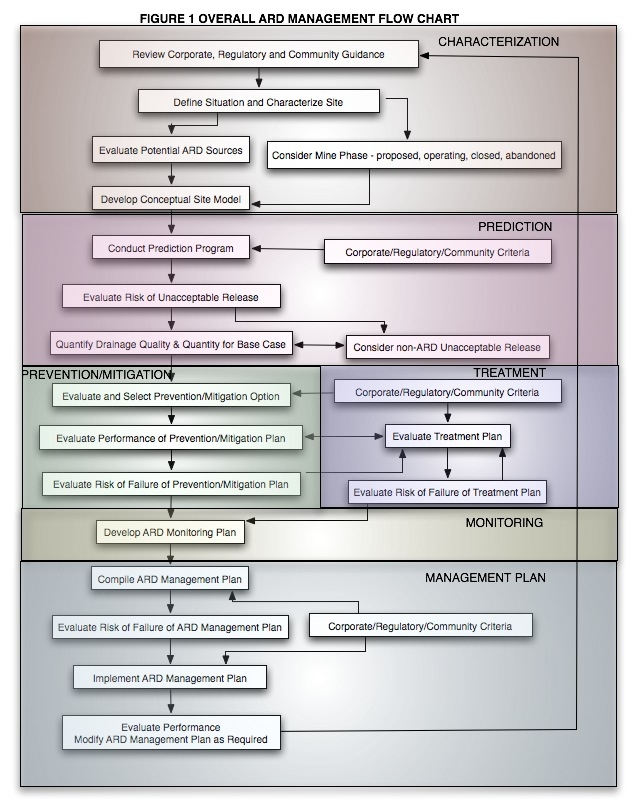 FIGURE 1 OVERALL ARD MANAGEMENT FLOW CHART
CHARACTERIZATION
Review Corporate, Regulatory and Community Guidance
Define Situation and Characterize Site
Evaluate Potential ARD Sources
Consider Mine Phase - proposed, operating, closed, abandoned
Develop Conceptual Site Model
PREDICTION
Conduct Prediction Program
Corporate/Regulatory/Community Criteria
Evaluate Risk of Unacceptable Release
Quantify Drainage Quality & Quantity for Base Case
Consider non-ARD Unacceptable Release
PREVENTION/MITIGATION
TREATMENT
Evaluate and Select Prevention/Mitigation Option
Corporate/Regulatory/Community Criteria
Evaluate Performance of Prevention/Mitigation Plan
Evaluate Treatment Plan
Evaluate Risk of Failure of Prevention/Mitigation Plan
Evaluate Risk of Failure of Treatment Plan
MONITORING
Develop ARD Monitoring Plan
MANAGEMENT PLAN
Compile ARD Management Plan
Evaluate Risk of Failure of ARD Management Plan
Corporate/Regulatory/Community Criteria
Implement ARD Management Plan
Evaluate Performance
Modify ARD Management Plan as Required